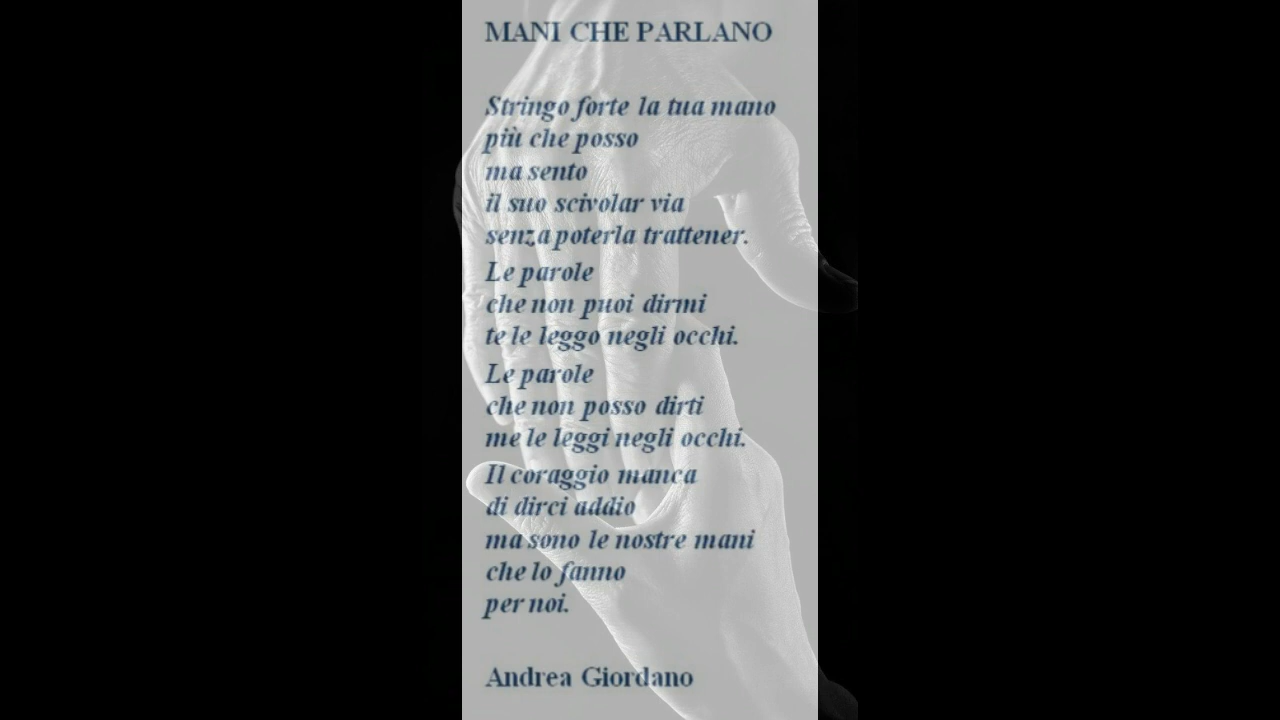 MANI CHE PARLANO
Stringo forte la tua mano
più che posso
ma sento
il suo scivolar via
senza poterla trattener.
Le parole
che non puoi dirmi
te le leggo negli occhi.
Le parole
che non posso dirti
me le leggi negli occhi.
Il coraggio manca
di dirci addio
ma sono le nostre mani
che lo fanno
per noi.
Andrea Giordano